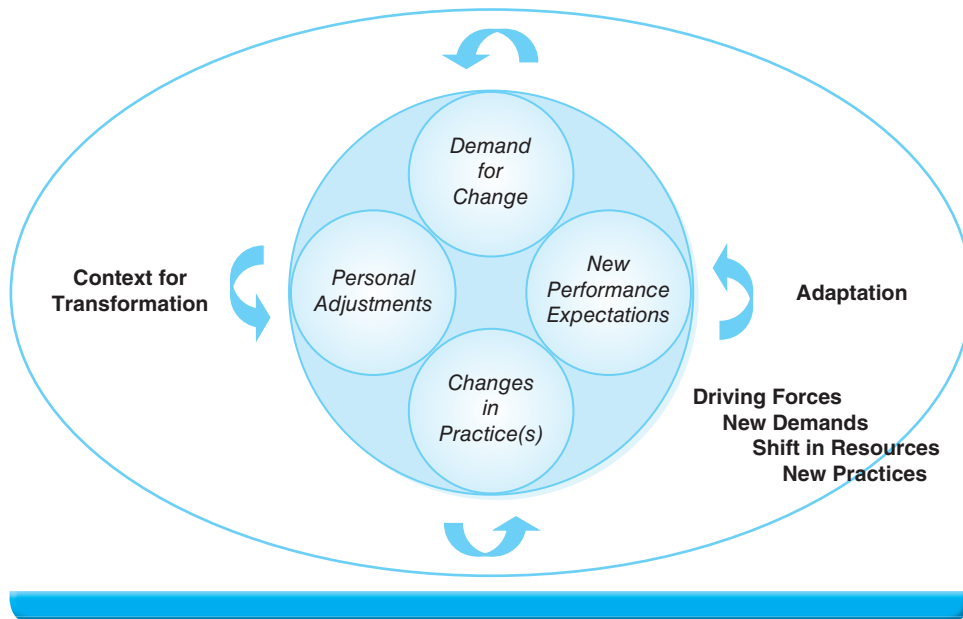 Demand
for
Change
Context for
Transformation
Personal
Adjustments
New
Performance
Expectations
Adaptation
Changes
in
Practice(s)
Driving Forces
New Demands
Shift in Resources
New Practices